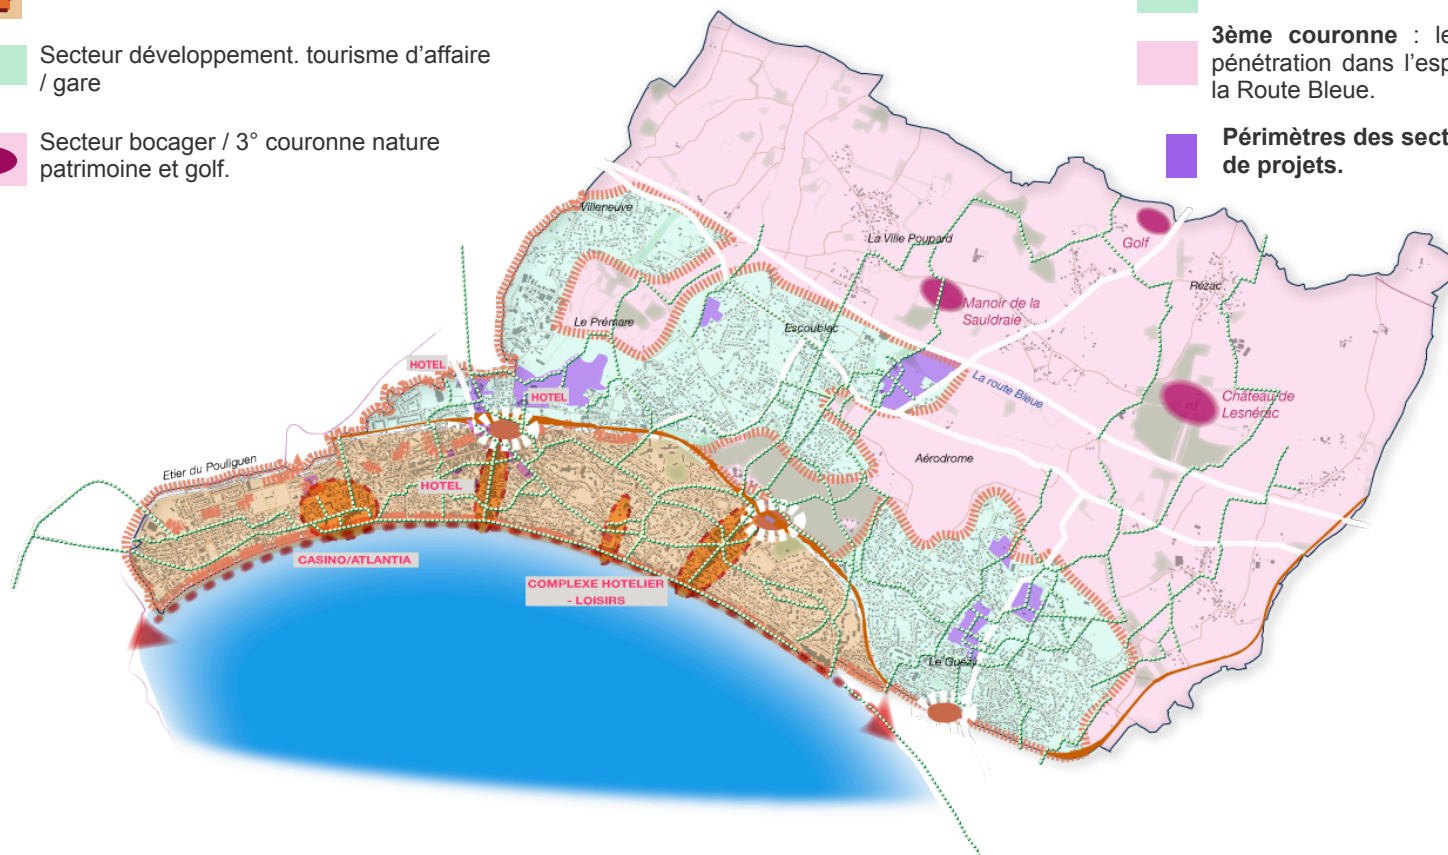 Secteur développement. tourisme d’affaire
/ gare
Secteur bocager / 3° couronne nature
patrimoine et golf.
3ème couronne : le
pénétration dans l’esp
la Route Bleue.
Périmètres des sect
de projets.
Villeneuve
La Ville Poupard
Golf
Rézac
Manoir de la
Sauldraie
Le Prémare
Escoublac
La route Bleue
Château de
Lesnérac
HOTEL
HOTEL
Aérodrome
Etier du Pouliguen
HOTEL
CASINO/ATLANTIA
COMPLEXE HOTELIER
- LOISIRS
Le Guézy